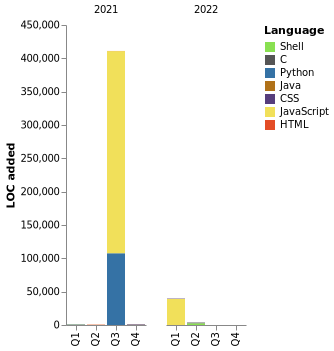 2021
2022
450,000
400,000
350,000
300,000
250,000
200,000
150,000
100,000
50,000
0
LOC added
Q1
Q2
Q3
Q4
Q1
Q2
Q3
Q4
Language
Shell
C
Python
Java
CSS
JavaScript
HTML